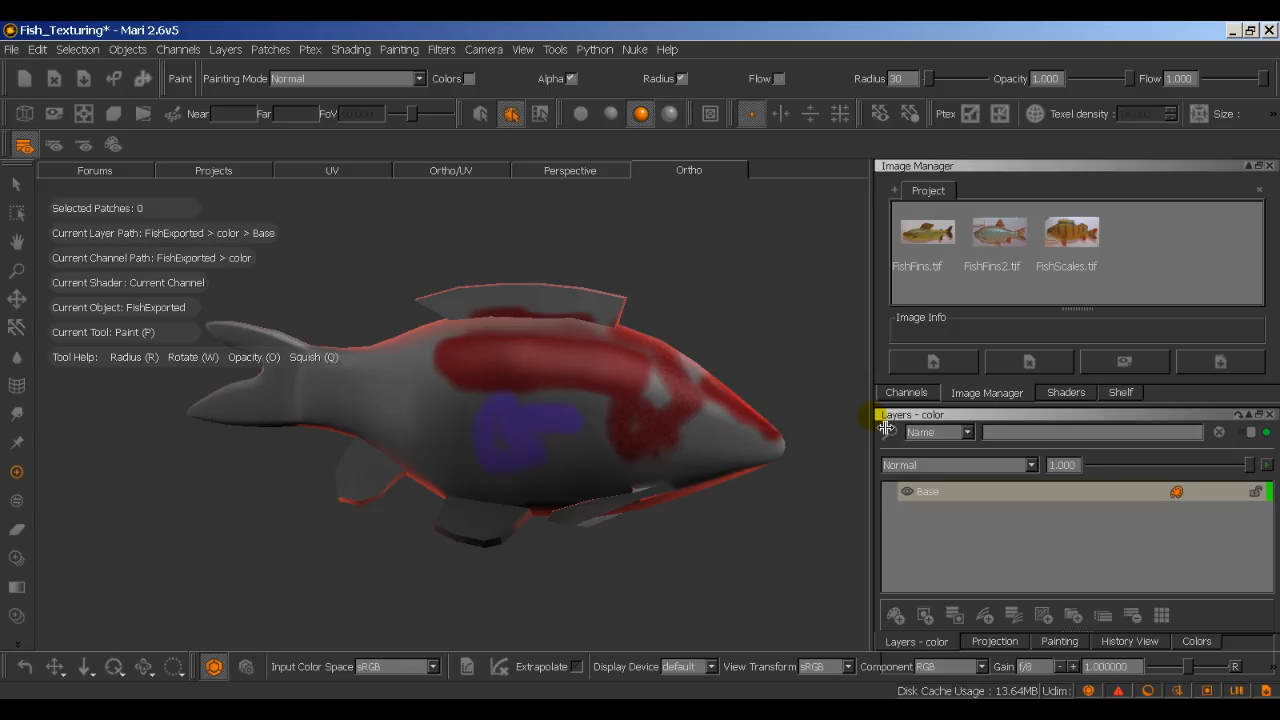 Fish_Texturing* - Mari 2.6v5
File Edit Selection Objects Channels Layers Patches Ptex Shading Painting Filters Camera View Tools Python Nuke Help
Paint Painting Mode Normal Colors Alpha Radius Flow Radius 30 Opacity 1.000 Flow 1.000
Near Far FoV Ptex Texel density : Size :
Forums Projects UV Ortho/UV Perspective Ortho
Image Manager
Project
Selected Patches: 0
Current Layer Path: FishExported > color > Base
Current Channel Path: FishExported > color
Current Shader: Current Channel
Current Object: FishExported
Current Tool: Paint (P)
Tool Help: Radius (R) Rotate (W) Opacity (O) Squish (Q)
FishFins.tif FishFins2.tif FishScales.tif
Image Info
Channels Image Manager Shaders Shelf
Layers - color
Name
Normal 1.000
Base
Layers - color Projection Painting History View Colors
Input Color Space sRGB Extrapolate Display Device default View Transform sRGB Component RGB Gain f/8 - + 1.000000 R
Disk Cache Usage : 13.64MB Udim: